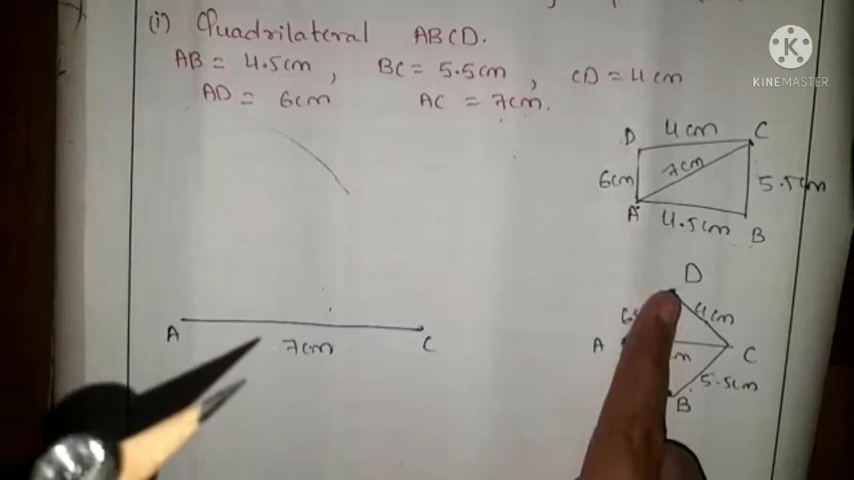 (i) Quadrilateral ABCD.
AB = 4.5cm, BC = 5.5cm, CD = 4cm
AD = 6cm AC = 7cm.
K
KINEMASTER
D 4cm C
6cm 7cm 5.5cm
A 4.5cm B
D
4cm
A C
5.5cm
B
A 7cm C